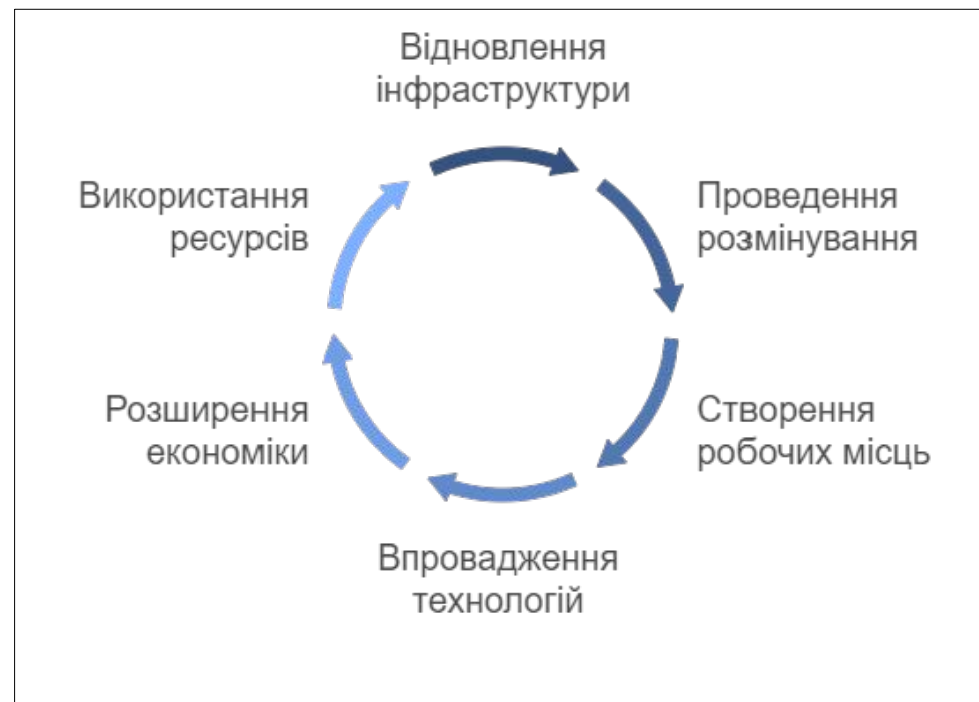 Відновлення
інфраструктури
Проведення
розмінування
Створення
робочих місць
Впровадження
технологій
Розширення
економіки
Використання
ресурсів